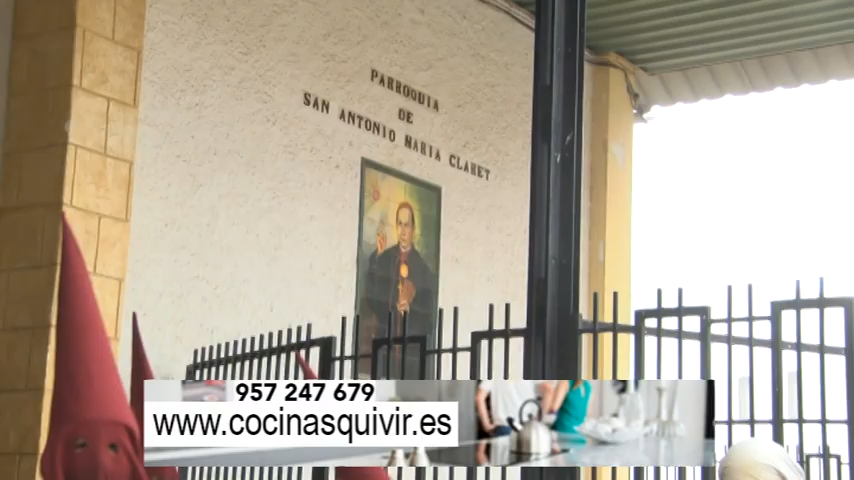 PARROQUIA
DE
SAN ANTONIO MARIA CLARET
957 247 679
www.cocinasquivir.es